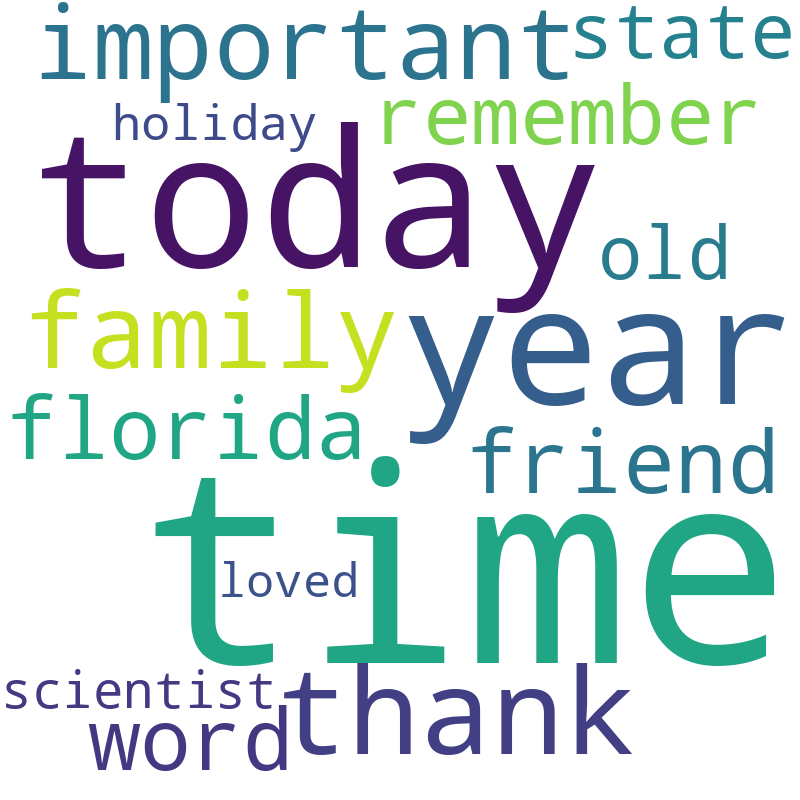 important
state
holiday
remember
today
old
family
year
florida
friend
time
loved
scientist
thank
word